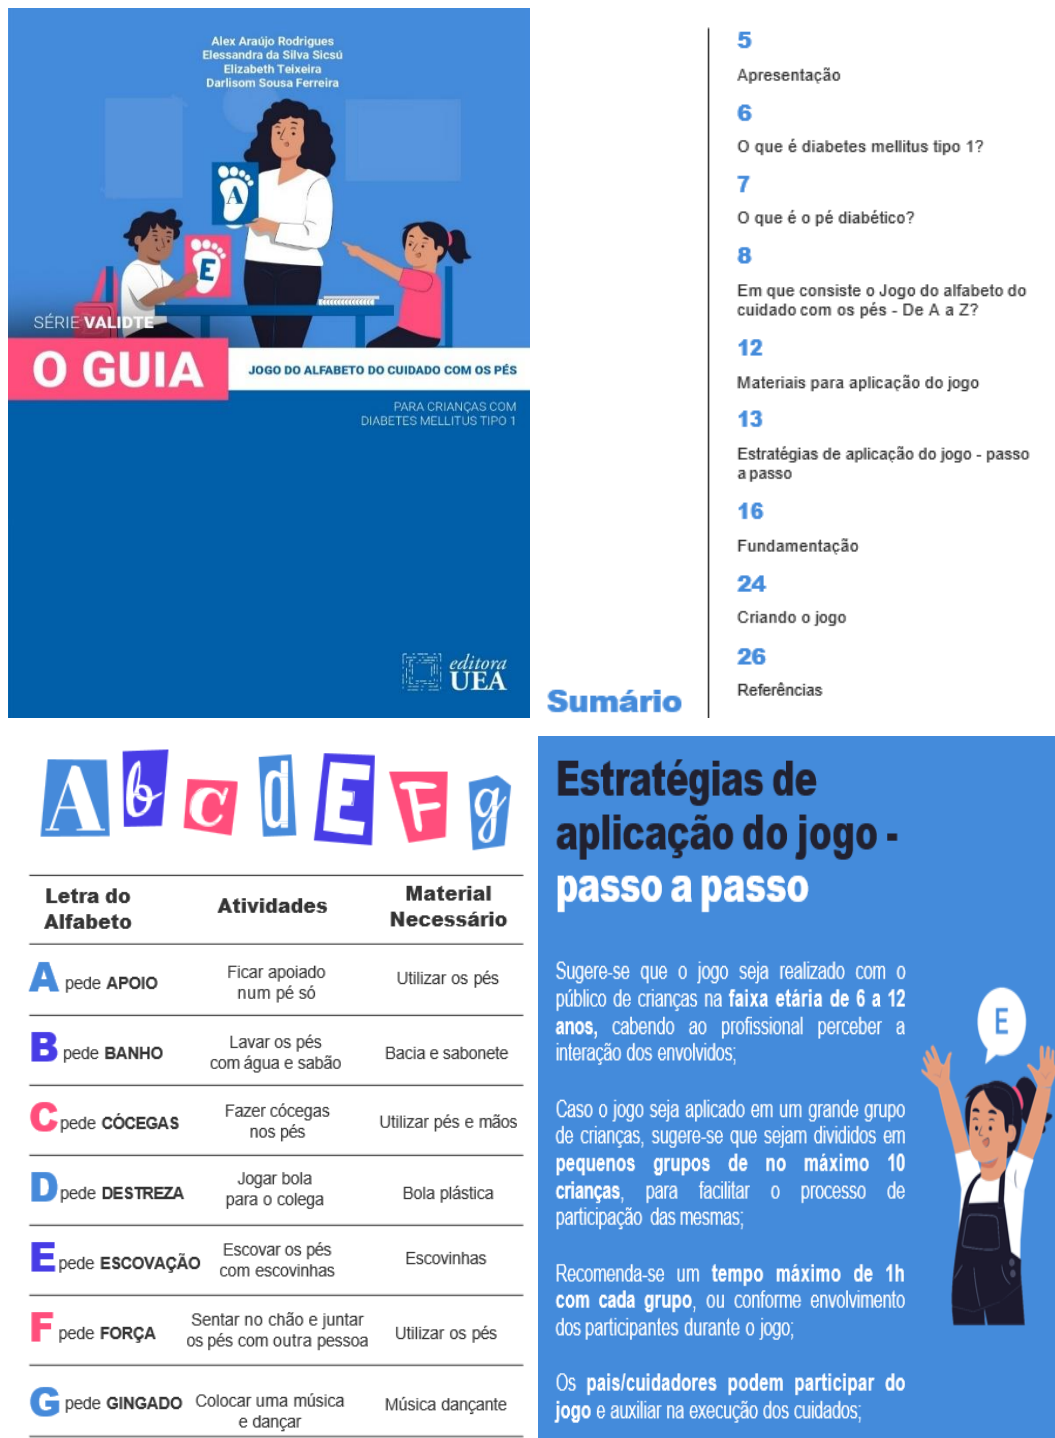 Alex Araújo Rodrigues
Elessandra da Silva Sicsú
Elizabeth Teixeira
Darlisom Sousa Ferreira
A
E
SÉRIE VALIDTE
O GUIA
JOGO DO ALFABETO DO CUIDADO COM OS PÉS
PARA CRIANÇAS COM
DIABETES MELLITUS TIPO 1
editora
UEA
Sumário
5
Apresentação
6
O que é diabetes mellitus tipo 1?
7
O que é o pé diabético?
8
Em que consiste o Jogo do alfabeto do
cuidado com os pés - De A a Z?
12
Materiais para aplicação do jogo
13
Estratégias de aplicação do jogo - passo
a passo
16
Fundamentação
24
Criando o jogo
26
Referências
A b c d E F g
Letra do Alfabeto Atividades Material Necessário
A pede APOIO Ficar apoiado
num pé só Utilizar os pés
B pede BANHO Lavar os pés
com água e sabão Bacia e sabonete
C pede CÓCEGAS Fazer cócegas
nos pés Utilizar pés e mãos
D pede DESTREZA Jogar bola
para o colega Bola plástica
E pede ESCOVAÇÃO Escovar os pés
com escovinhas Escovinhas
F pede FORÇA Sentar no chão e juntar
os pés com outra pessoa Utilizar os pés
G pede GINGADO Colocar uma música
e dançar Música dançante
Estratégias de
aplicação do jogo -
passo a passo
Sugere-se que o jogo seja realizado com o
público de crianças na faixa etária de 6 a 12
anos, cabendo ao profissional perceber a
interação dos envolvidos;
Caso o jogo seja aplicado em um grande grupo
de crianças, sugere-se que sejam divididos em
pequenos grupos de no máximo 10
crianças, para facilitar o processo de
participação das mesmas;
Recomenda-se um tempo máximo de 1h
com cada grupo, ou conforme envolvimento
dos participantes durante o jogo;
Os pais/cuidadores podem participar do
jogo e auxiliar na execução dos cuidados;
E